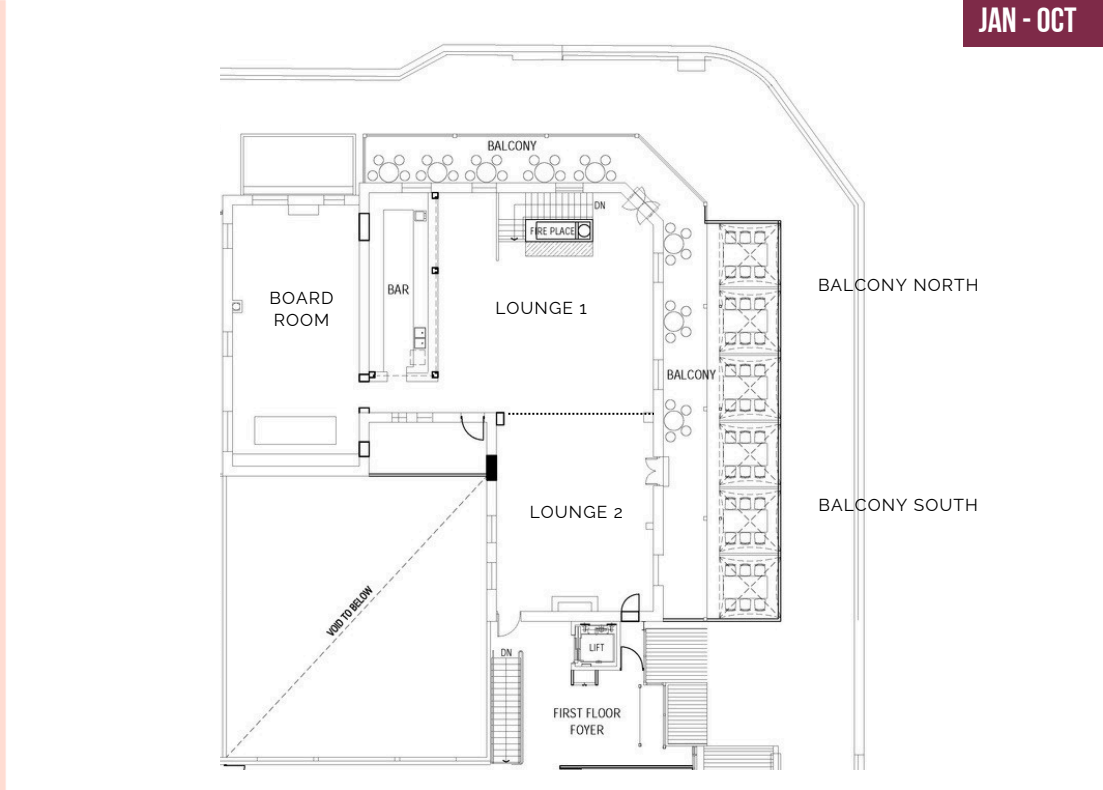 JAN - OCT
BALCONY
DN
FIRE PLACE
BALCONY NORTH
BAR
BOARD
ROOM
LOUNGE 1
BALCONY
BALCONY SOUTH
LOUNGE 2
VOID TO BELOW
LIFT
DN
FIRST FLOOR
FOYER